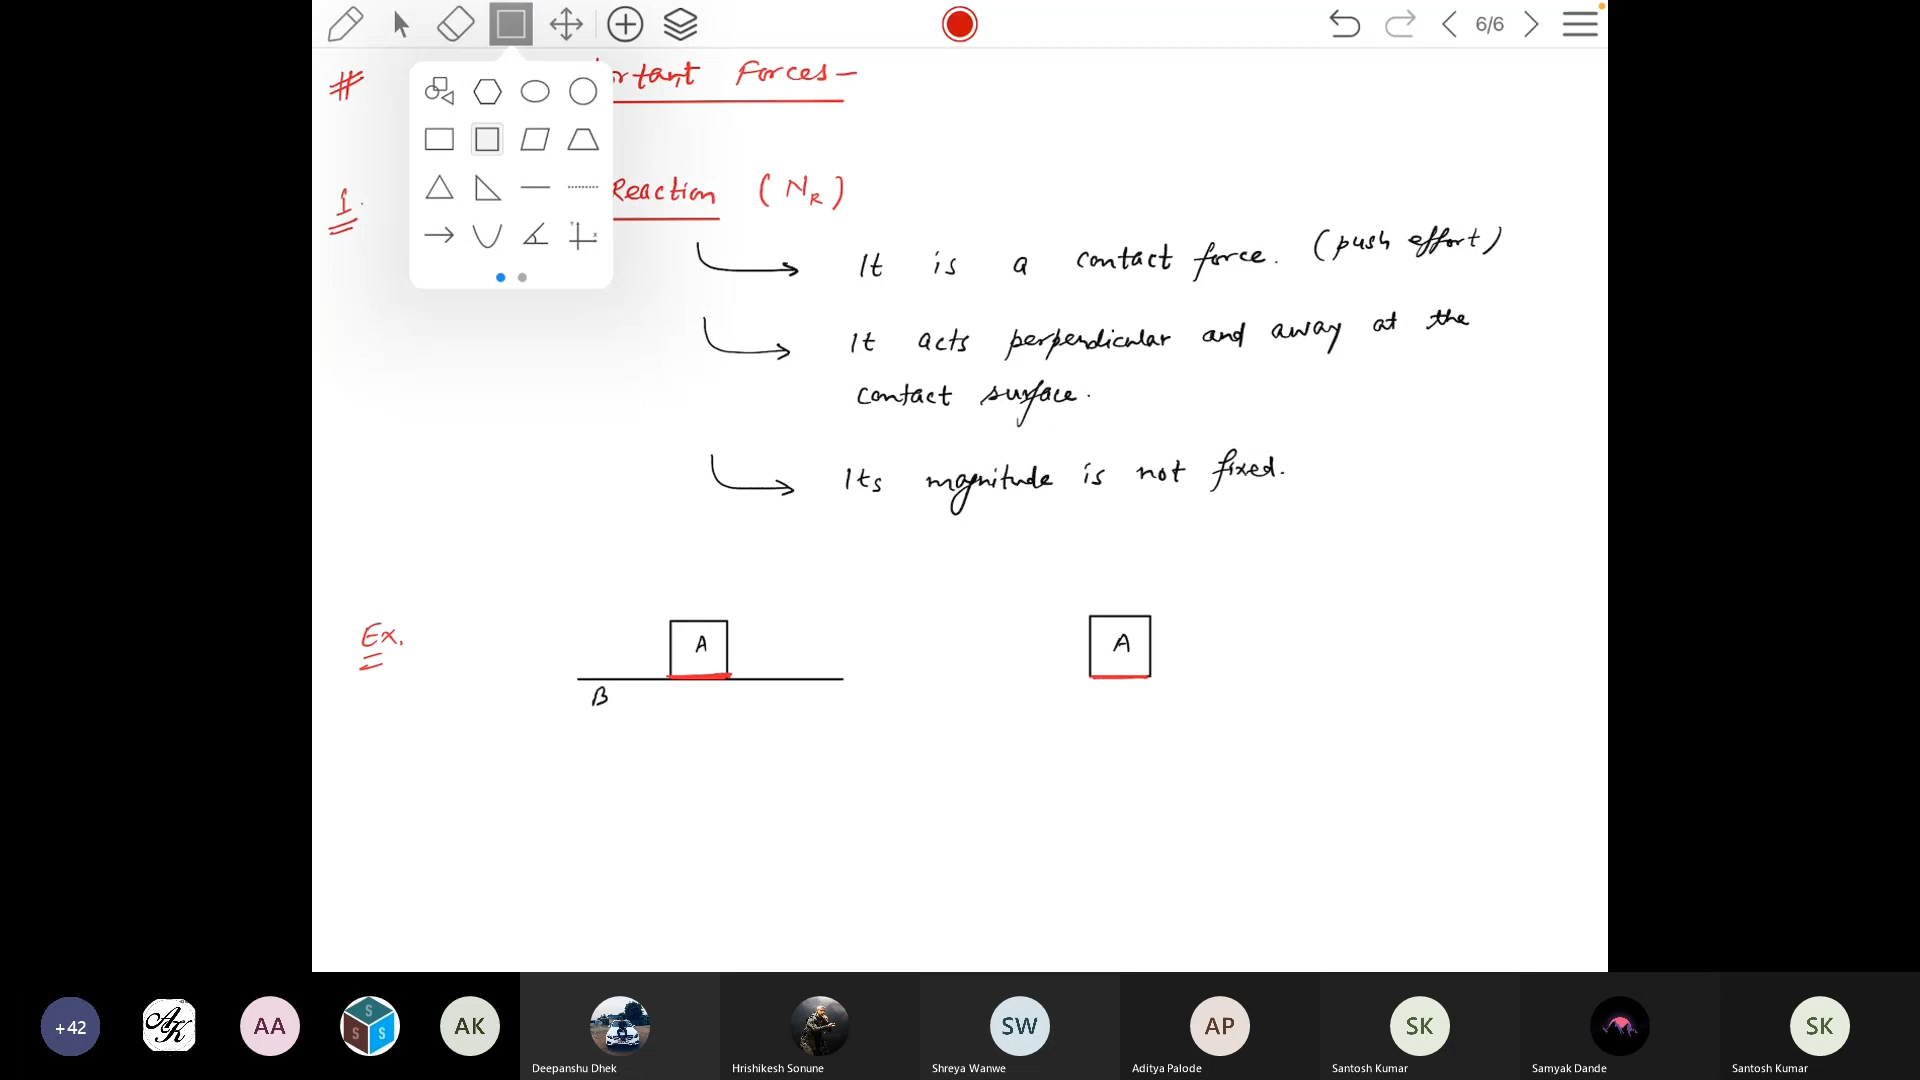 6/6
# rtant Forces-
1. Reaction (NR)
It is a contact force. (push effort)
It acts perpendicular and away at the
contact surface.
Its magnitude is not fixed.
Ex.
A
A
B
+42
AK
AA
S
S
S
AK
SW
AP
SK
SK
Deepanshu Dhek
Hrishikesh Sonune
Shreya Wanwe
Aditya Palode
Santosh Kumar
Samyak Dande
Santosh Kumar